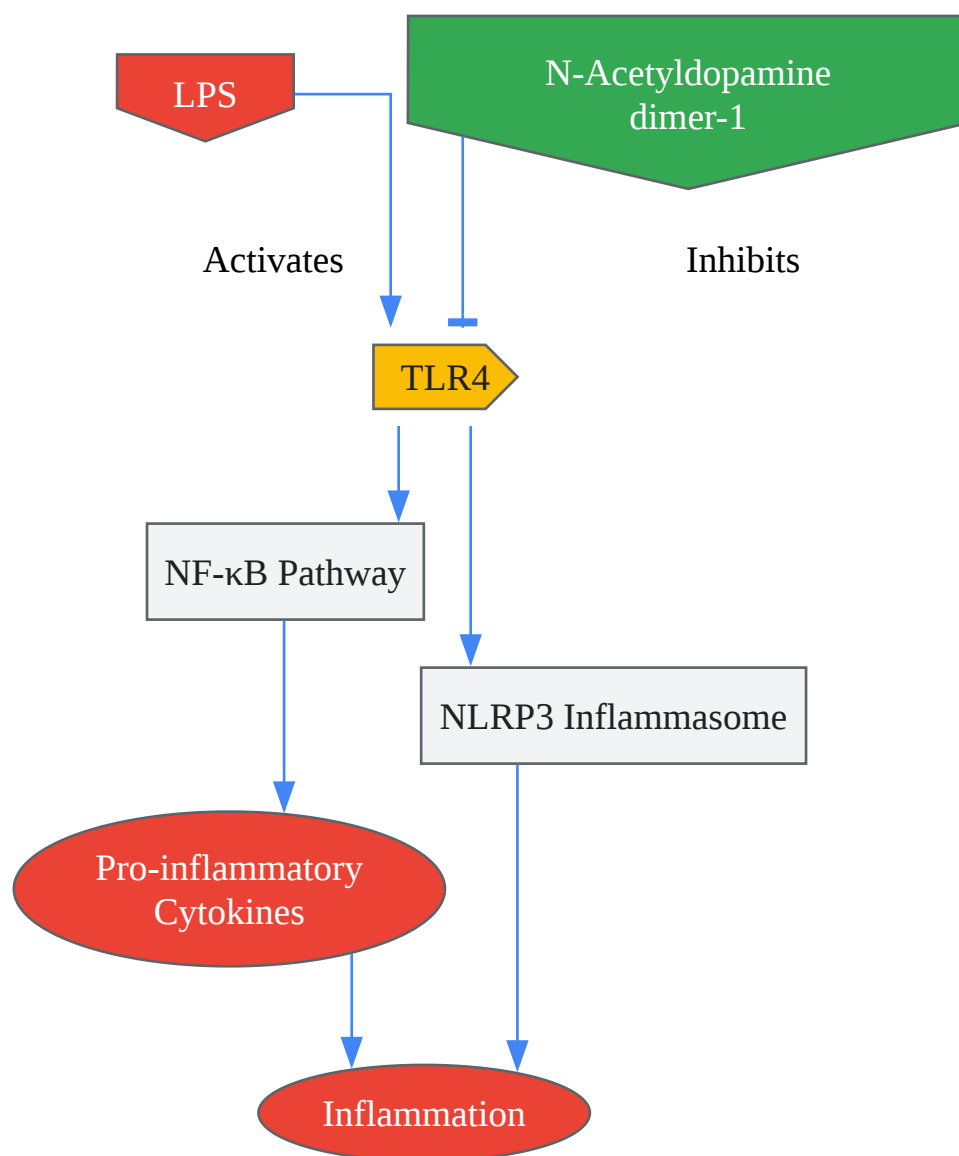 LPS
N-Acetyldopamine
dimer-1
Activates
Inhibits
TLR4
NF-κB Pathway
NLRP3 Inflammasome
Pro-inflammatory
Cytokines
Inflammation